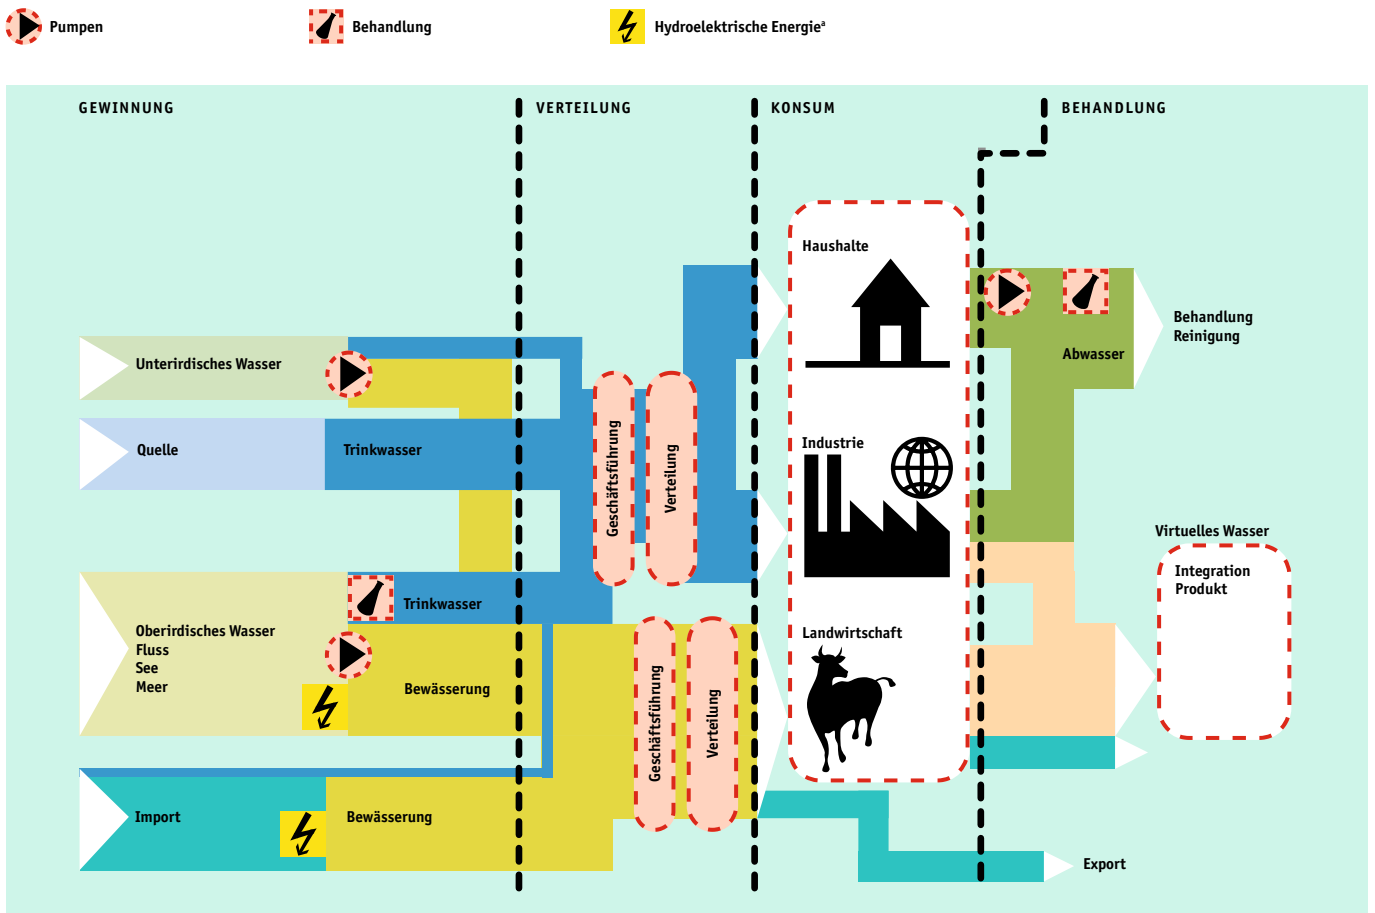 Pumpen
Behandlung
Hydroelektrische Energieª
GEWINNUNG
VERTEILUNG
KONSUM
BEHANDLUNG
Unterirdisches Wasser
Quelle
Trinkwasser
Trinkwasser
Oberirdisches Wasser
Fluss
See
Meer
Bewässerung
Import
Bewässerung
Geschäftsführung
Verteilung
Geschäftsführung
Verteilung
Haushalte
Industrie
Landwirtschaft
Abwasser
Behandlung
Reinigung
Virtuelles Wasser
Integration
Produkt
Export